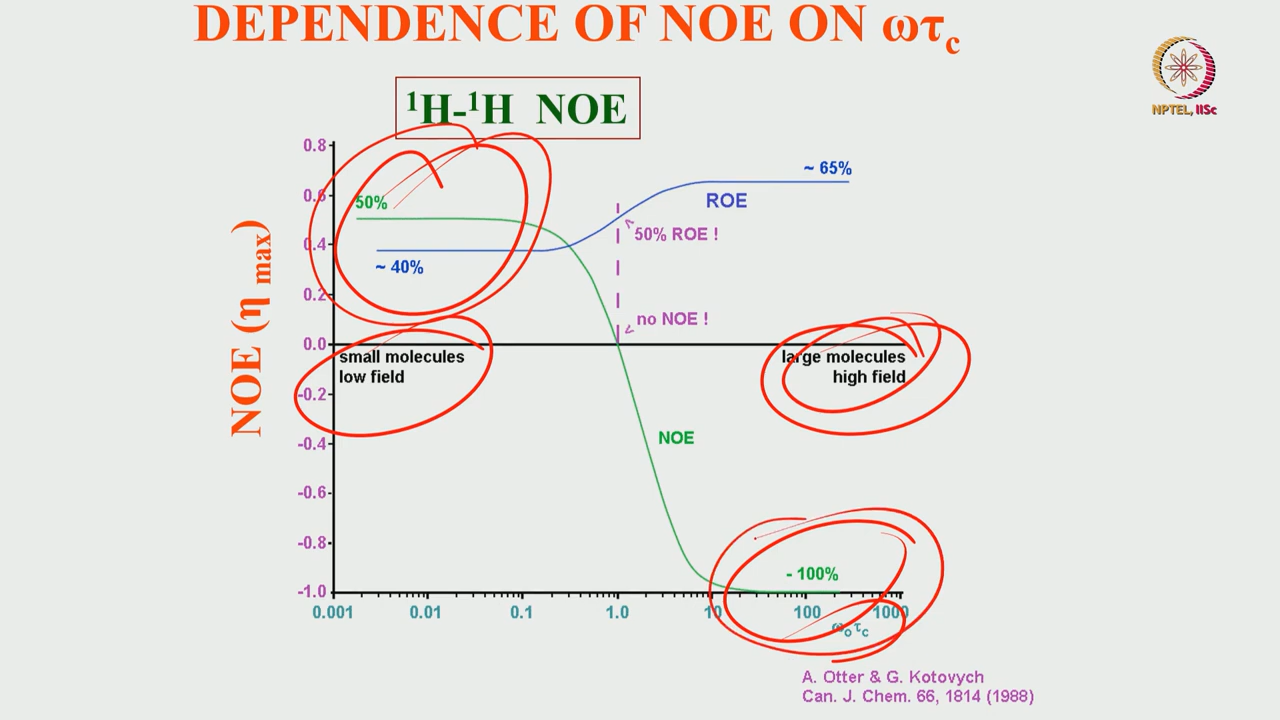 DEPENDENCE OF NOE ON ωτc
NPTEL, IISc
¹H-¹H NOE
NOE (η max)
0.8
0.6
0.4
0.2
0.0
-0.2
-0.4
-0.6
-0.8
-1.0
50%
~ 40%
~ 65%
ROE
50% ROE !
no NOE !
small molecules
low field
large molecules
high field
NOE
- 100%
0.001 0.01 0.1 1.0 10 100 1000
ω₀τc
A. Otter & G. Kotovych
Can. J. Chem. 66, 1814 (1988)